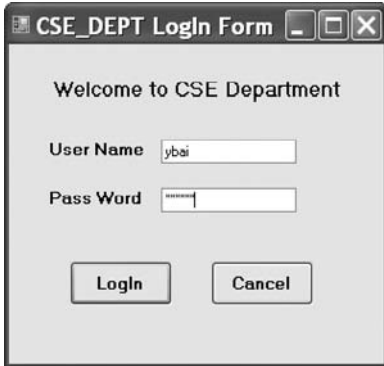 CSE_DEPT LogIn Form
Welcome to CSE Department
User Name ybai
Pass Word
LogIn Cancel